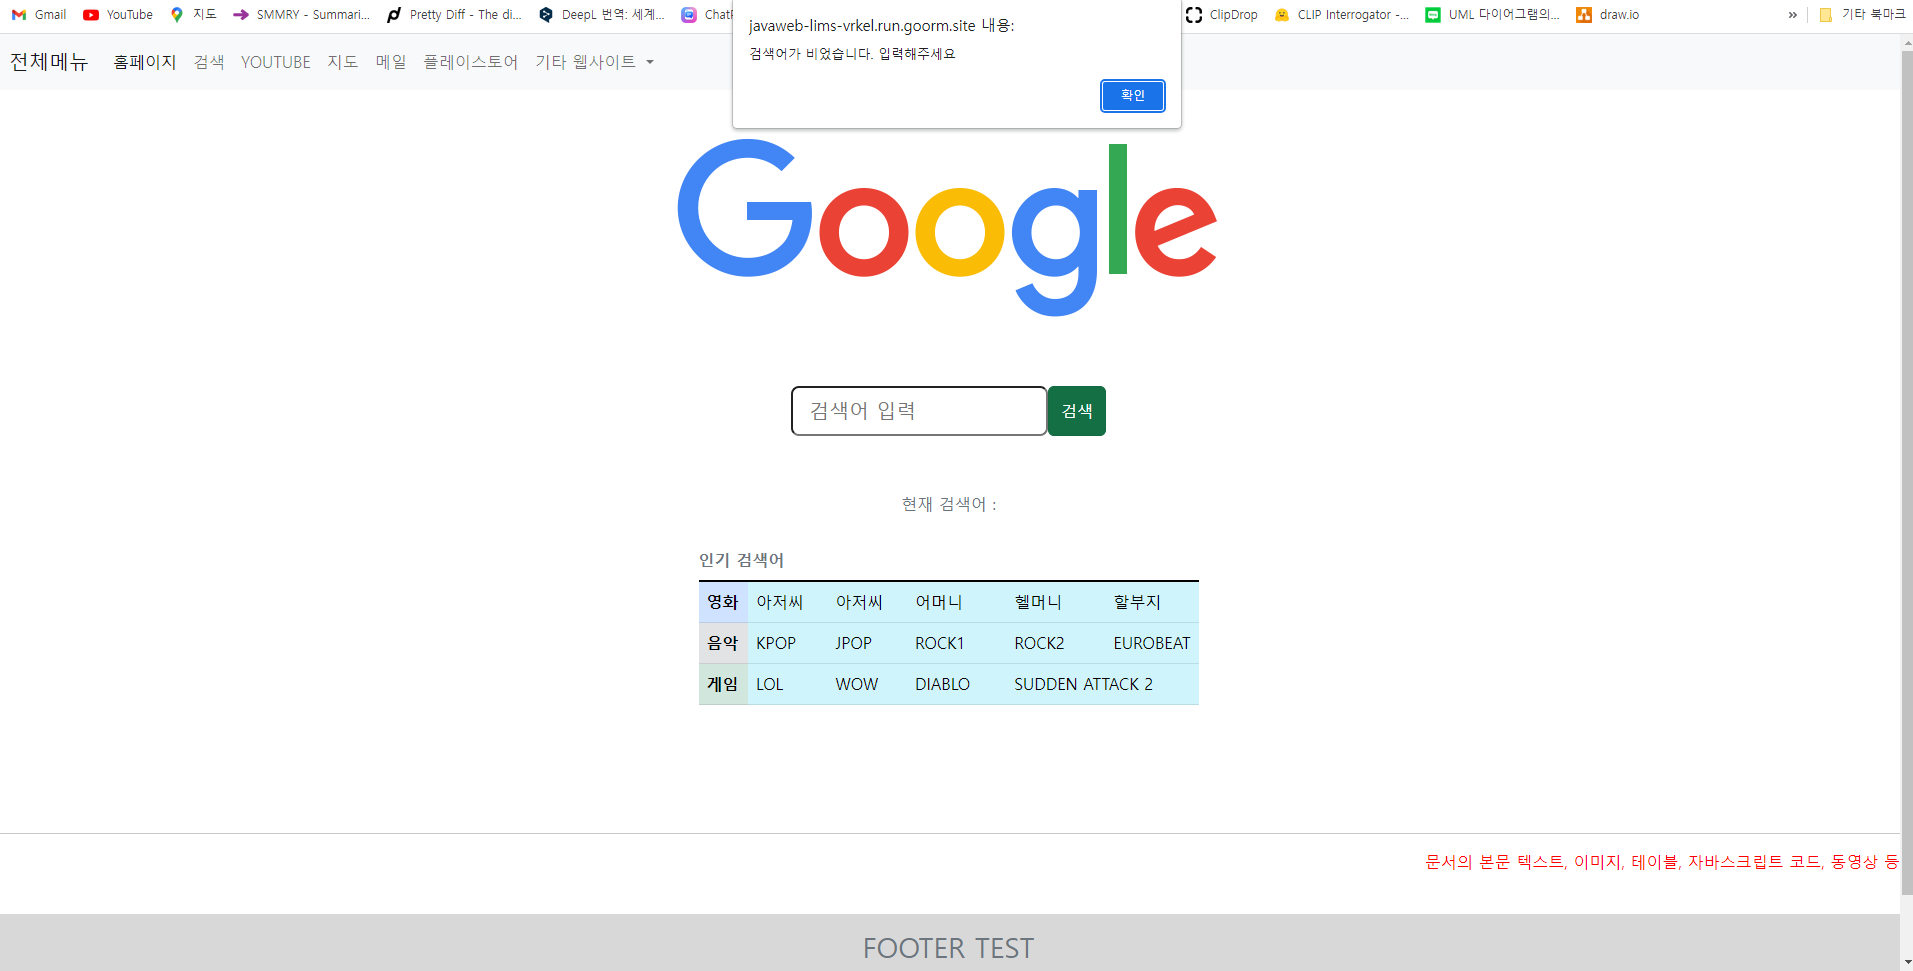 Gmail YouTube 지도 SMMRY - Summari... Pretty Diff - The di... DeepL 번역: 세계... ClipDrop CLIP Interrogator -... UML 다이어그램의... draw.io » 기타 북마크
javaweb-lims-vrkel.run.goorm.site 내용:
검색어가 비었습니다. 입력해주세요
확인
전체메뉴 홈페이지 검색 YOUTUBE 지도 메일 플레이스토어 기타 웹사이트
Google
검색어 입력 검색
현재 검색어 :
인기 검색어
영화 아저씨 아저씨 어머니 헬머니 할부지
음악 KPOP JPOP ROCK1 ROCK2 EUROBEAT
게임 LOL WOW DIABLO SUDDEN ATTACK 2
문서의 본문 텍스트, 이미지, 테이블, 자바스크립트 코드, 동영상 등
FOOTER TEST